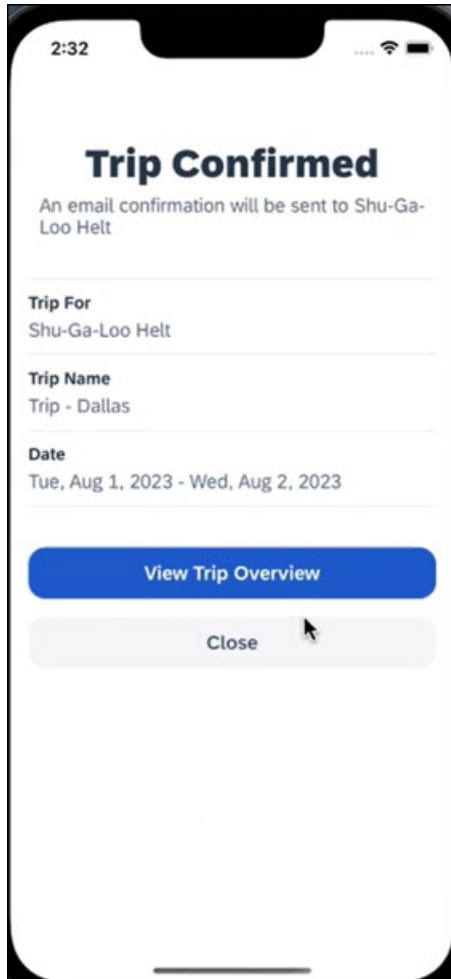 2:32
Trip Confirmed
An email confirmation will be sent to Shu-Ga-
Loo Helt
Trip For
Shu-Ga-Loo Helt
Trip Name
Trip - Dallas
Date
Tue, Aug 1, 2023 - Wed, Aug 2, 2023
View Trip Overview
Close